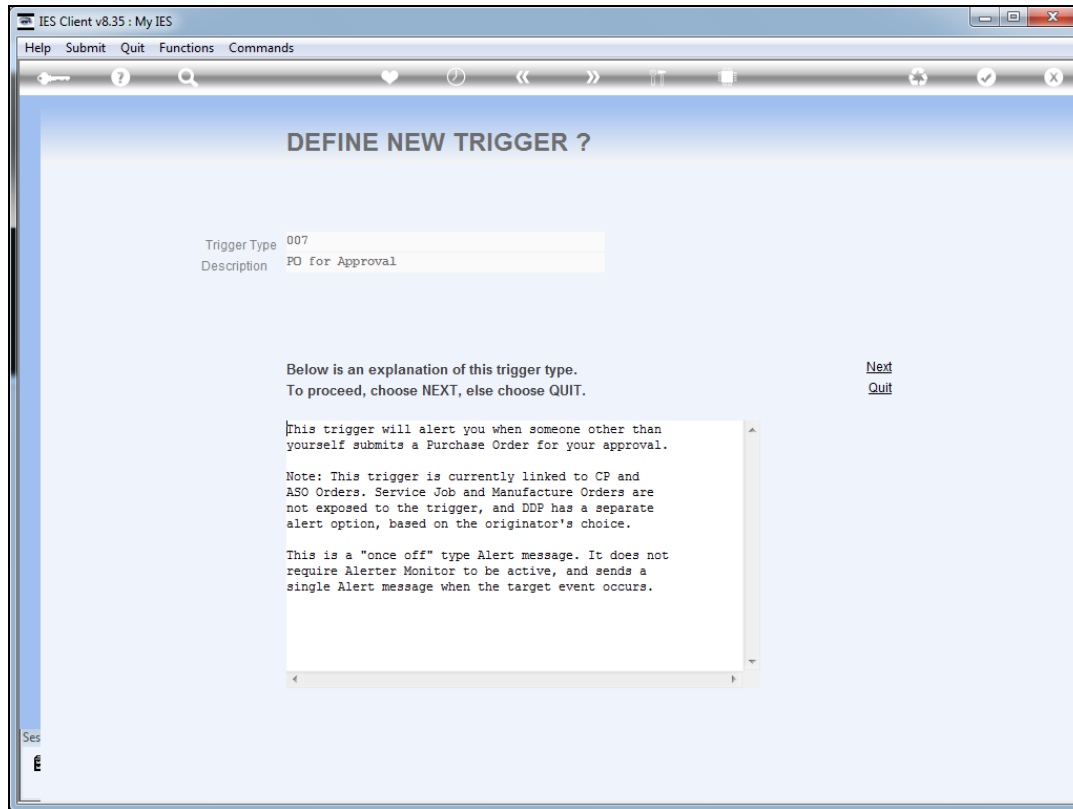 IES Client v8.35 : My IES
Help Submit Quit Functions Commands
DEFINE NEW TRIGGER ?
Trigger Type 007
Description PO for Approval
Below is an explanation of this trigger type.
To proceed, choose NEXT, else choose QUIT.
Next
Quit
This trigger will alert you when someone other than
yourself submits a Purchase Order for your approval.
Note: This trigger is currently linked to CP and
ASO Orders. Service Job and Manufacture Orders are
not exposed to the trigger, and DDP has a separate
alert option, based on the originator's choice.
This is a "once off" type Alert message. It does not
require Alerter Monitor to be active, and sends a
single Alert message when the target event occurs.
Ses